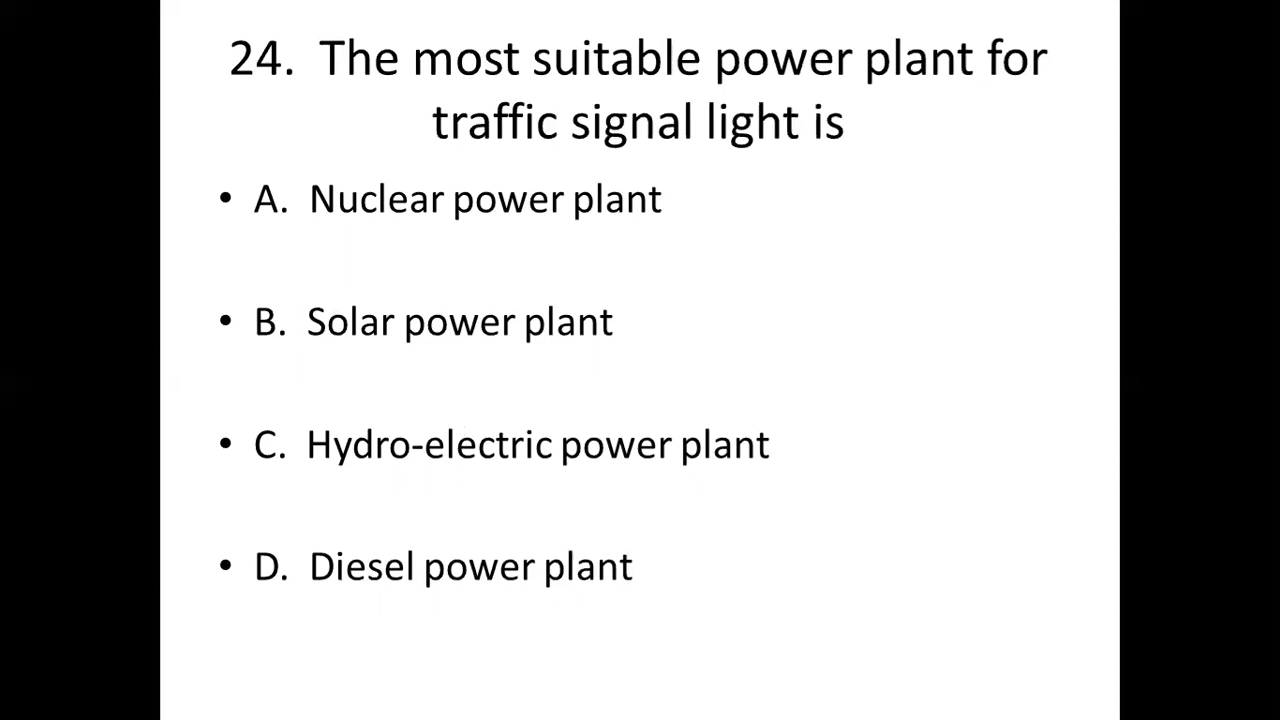 24.  The most suitable power plant for
traffic signal light is
• A.  Nuclear power plant
• B.  Solar power plant
• C.  Hydro-electric power plant
• D.  Diesel power plant